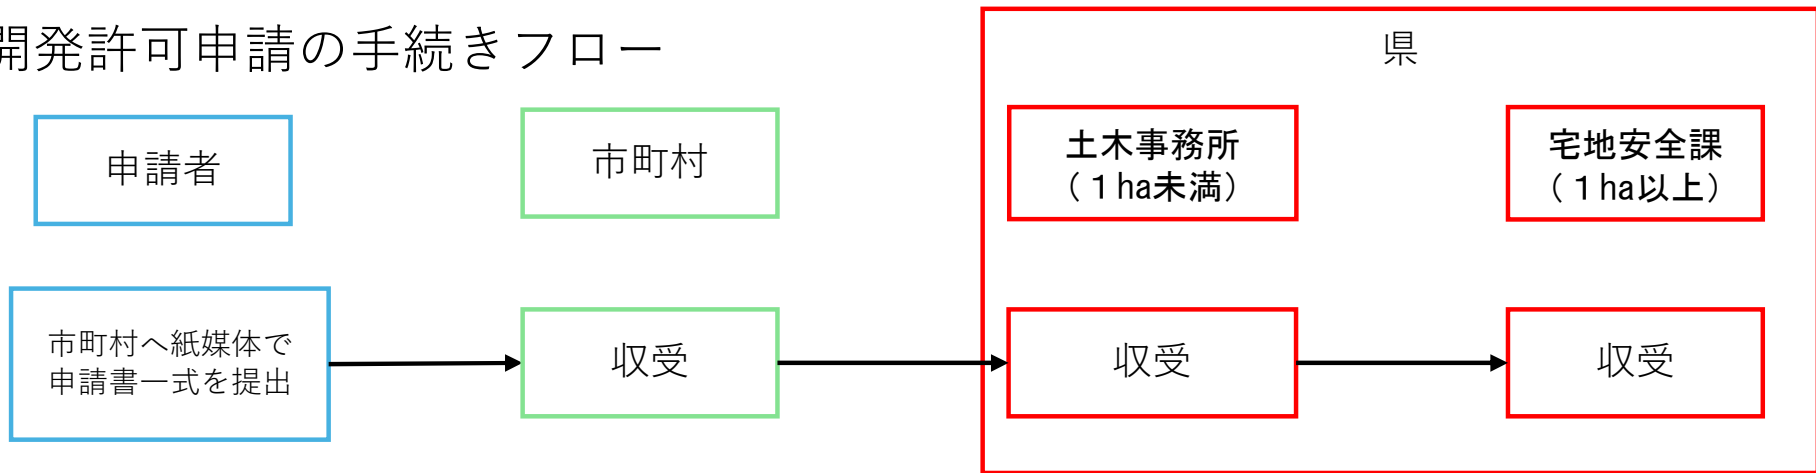 開発許可申請の手続きフロー
県
申請者
市町村
土木事務所
（１ha未満）
宅地安全課
（１ha以上）
市町村へ紙媒体で
申請書一式を提出
収受
収受
収受